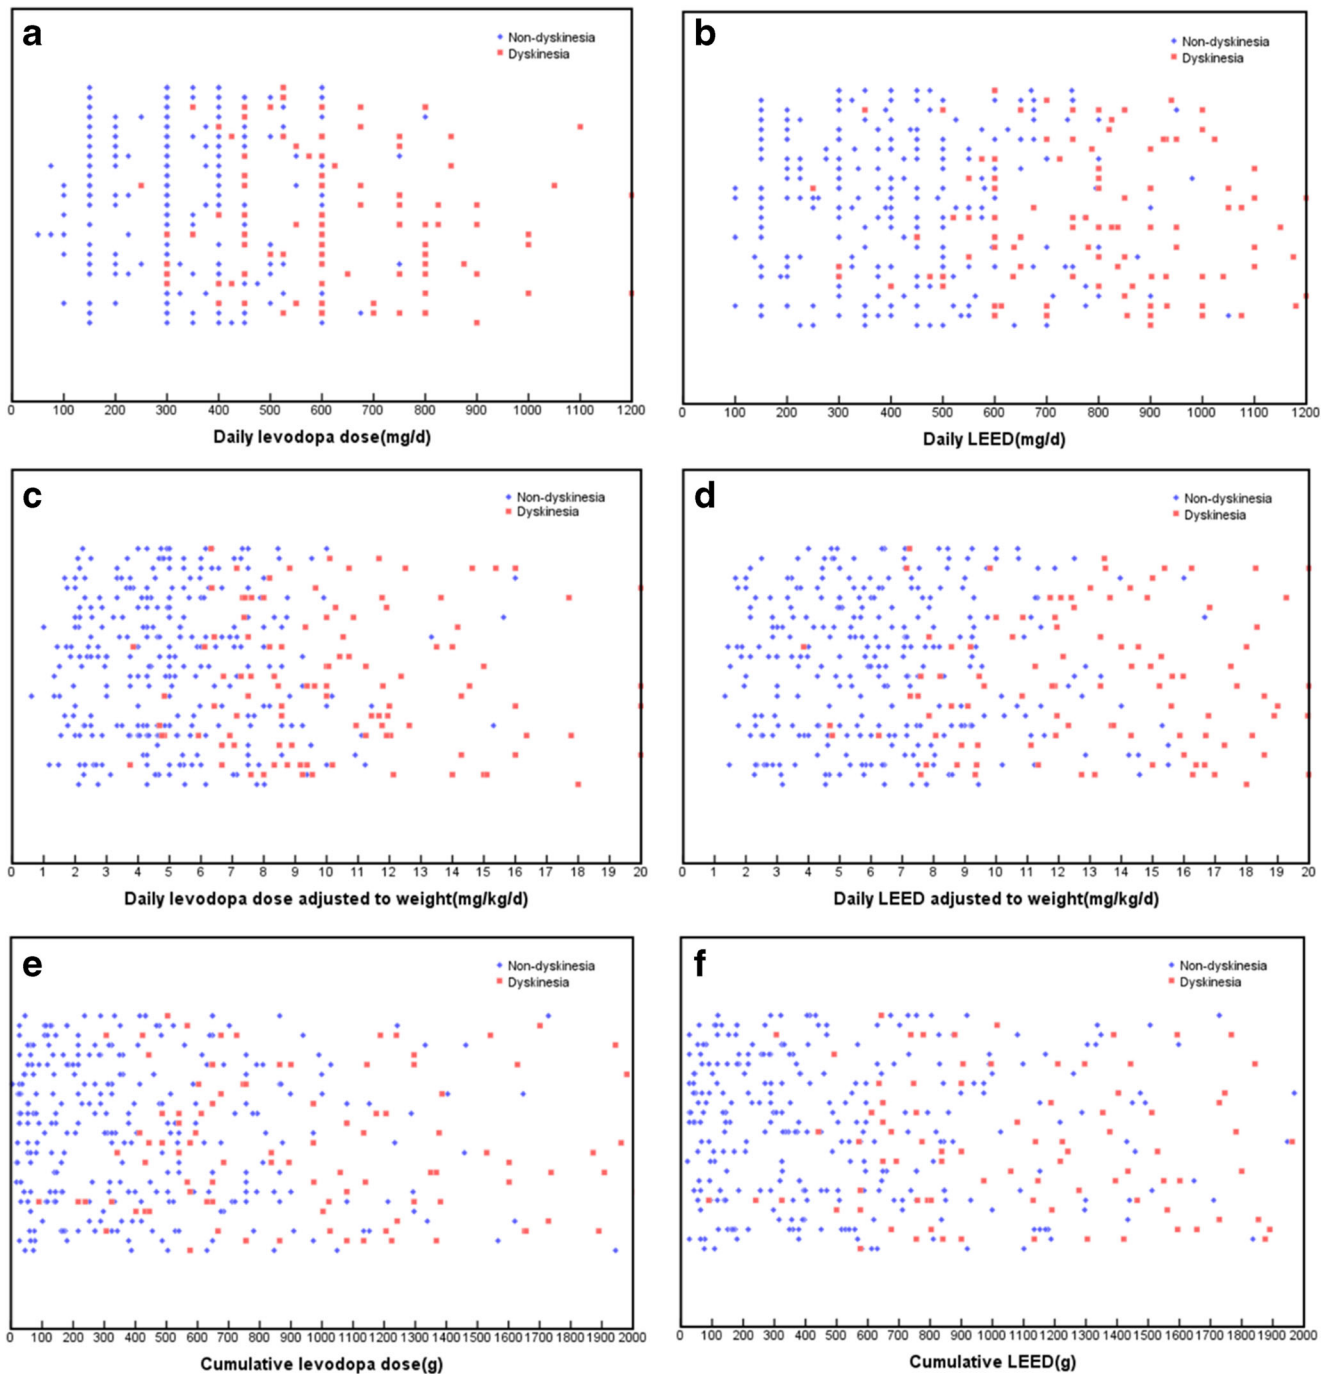 a
Non-dyskinesia
Dyskinesia
0 100 200 300 400 500 600 700 800 900 1000 1100 1200
Daily levodopa dose(mg/d)
b
Non-dyskinesia
Dyskinesia
0 100 200 300 400 500 600 700 800 900 1000 1100 1200
Daily LEED(mg/d)
c
Non-dyskinesia
Dyskinesia
0 1 2 3 4 5 6 7 8 9 10 11 12 13 14 15 16 17 18 19 20
Daily levodopa dose adjusted to weight(mg/kg/d)
d
Non-dyskinesia
Dyskinesia
0 1 2 3 4 5 6 7 8 9 10 11 12 13 14 15 16 17 18 19 20
Daily LEED adjusted to weight(mg/kg/d)
e
Non-dyskinesia
Dyskinesia
0 100 200 300 400 500 600 700 800 900 1000 1100 1200 1300 1400 1500 1600 1700 1800 1900 2000
Cumulative levodopa dose(g)
f
Non-dyskinesia
Dyskinesia
0 100 200 300 400 500 600 700 800 900 1000 1100 1200 1300 1400 1500 1600 1700 1800 1900 2000
Cumulative LEED(g)